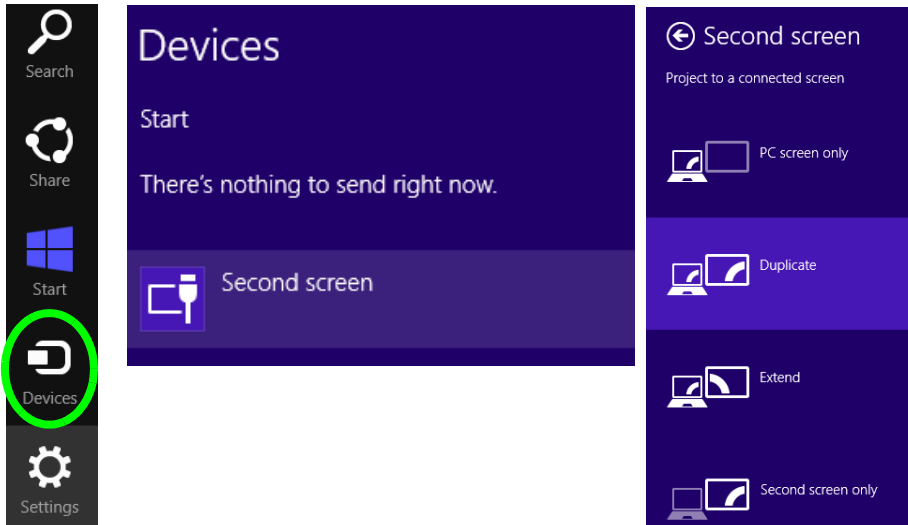 Search
Share
Start
Devices
Settings
Devices
Start
There's nothing to send right now.
Second screen
Second screen
Project to a connected screen
PC screen only
Duplicate
Extend
Second screen only